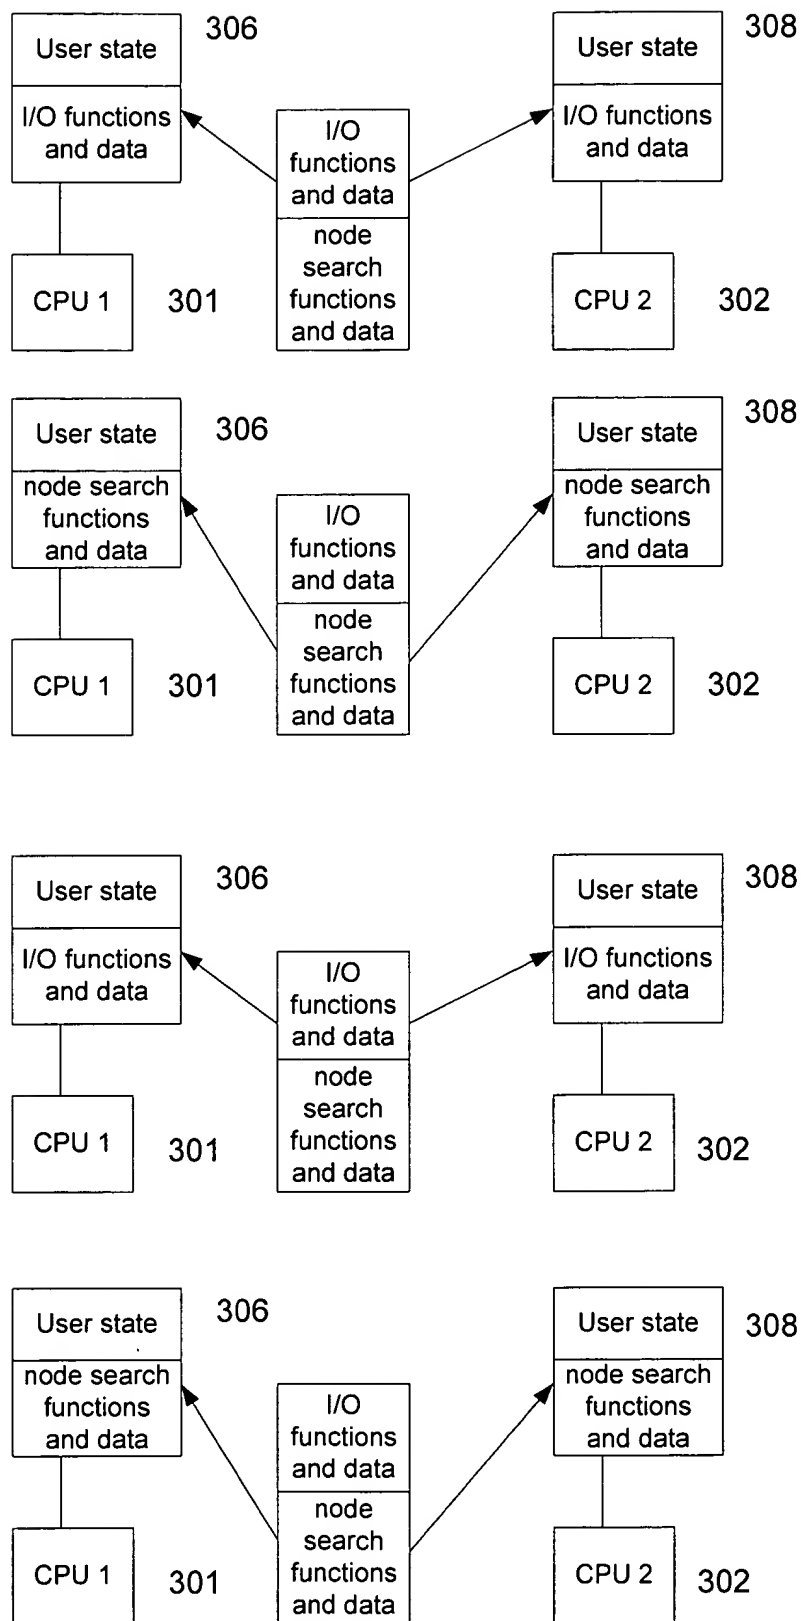 User state
306
I/O functions
and data
CPU 1
301
I/O
functions
and data
node
search
functions
and data
User state
308
I/O functions
and data
CPU 2
302
User state
306
node search
functions
and data
CPU 1
301
I/O
functions
and data
node
search
functions
and data
User state
308
node search
functions
and data
CPU 2
302
User state
306
I/O functions
and data
CPU 1
301
I/O
functions
and data
node
search
functions
and data
User state
308
I/O functions
and data
CPU 2
302
User state
306
node search
functions
and data
CPU 1
301
I/O
functions
and data
node
search
functions
and data
User state
308
node search
functions
and data
CPU 2
302